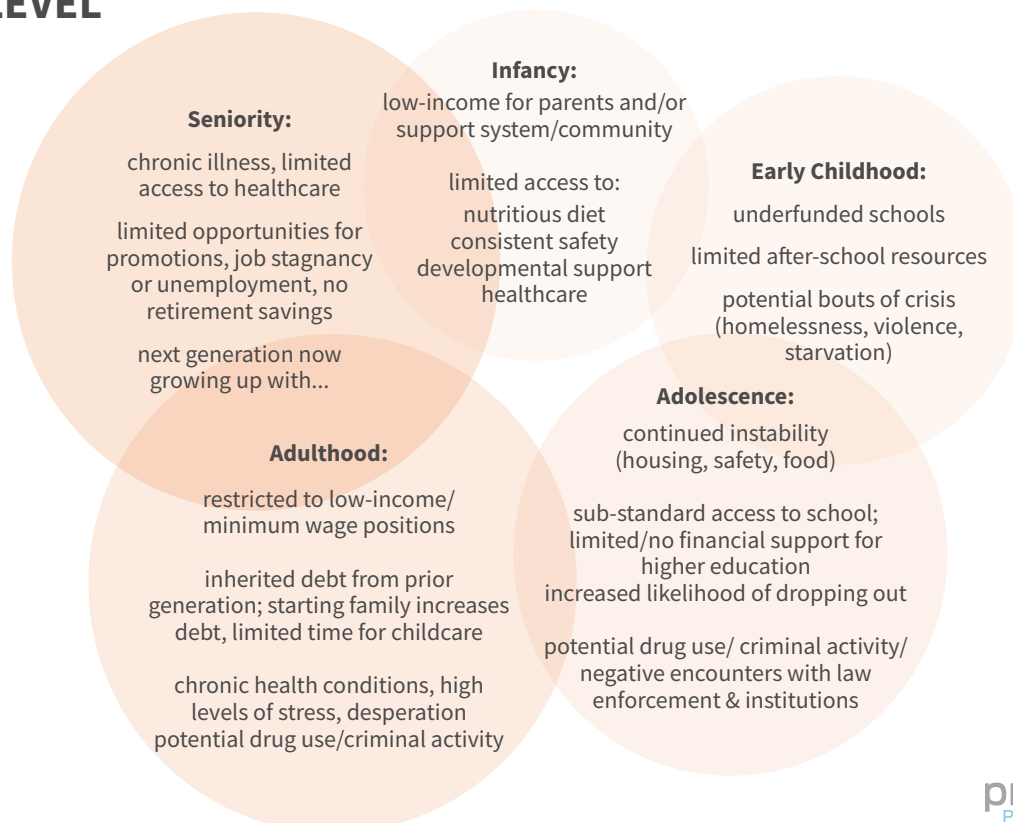 LEVEL
Infancy:
low-income for parents and/or
support system/community
limited access to:
nutritious diet
consistent safety
developmental support
healthcare
Early Childhood:
underfunded schools
limited after-school resources
potential bouts of crisis
(homelessness, violence,
starvation)
Adolescence:
continued instability
(housing, safety, food)
sub-standard access to school;
limited/no financial support for
higher education
increased likelihood of dropping out
potential drug use/ criminal activity/
negative encounters with law
enforcement & institutions
Adulthood:
restricted to low-income/
minimum wage positions
inherited debt from prior
generation; starting family increases
debt, limited time for childcare
chronic health conditions, high
levels of stress, desperation
potential drug use/criminal activity
Seniority:
chronic illness, limited
access to healthcare
limited opportunities for
promotions, job stagnancy
or unemployment, no
retirement savings
next generation now
growing up with...